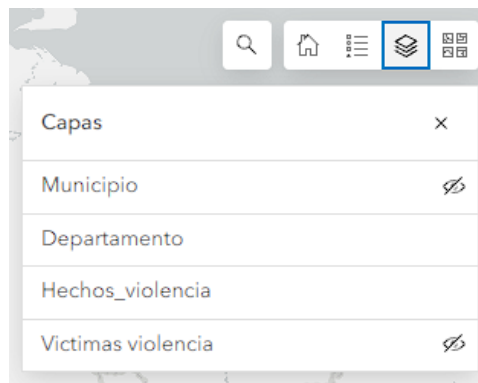 Capas
Municipio
Departamento
Hechos_violencia
Victimas violencia